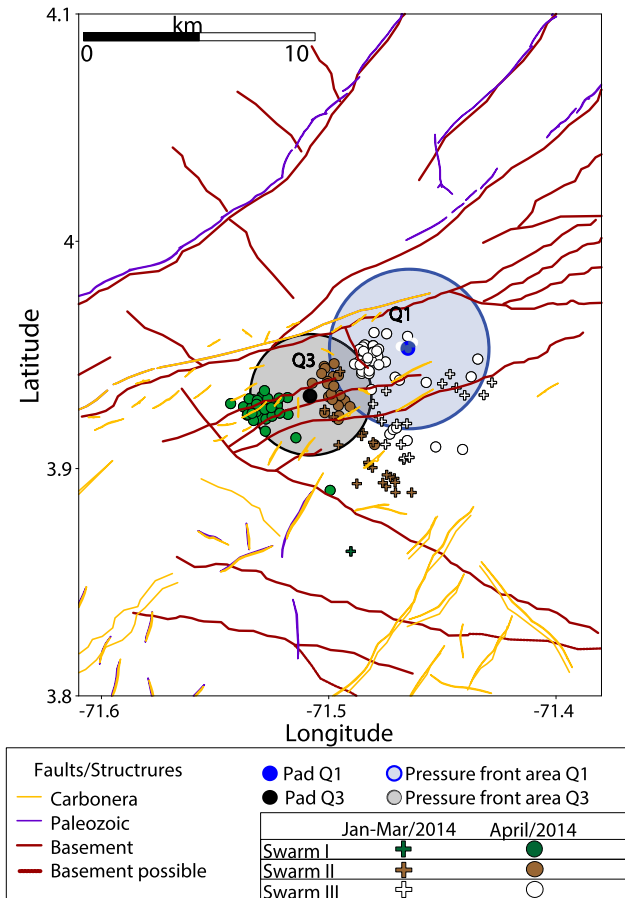 4.1
km
0 10
4
Q1
Q3
3.9
3.8
Latitude
-71.6 -71.5 -71.4
Longitude
Faults/Structrures
Carbonera
Paleozoic
Basement
Basement possible
Pad Q1 Pressure front area Q1
Pad Q3 Pressure front area Q3
Jan-Mar/2014 April/2014
Swarm I
Swarm II
Swarm III